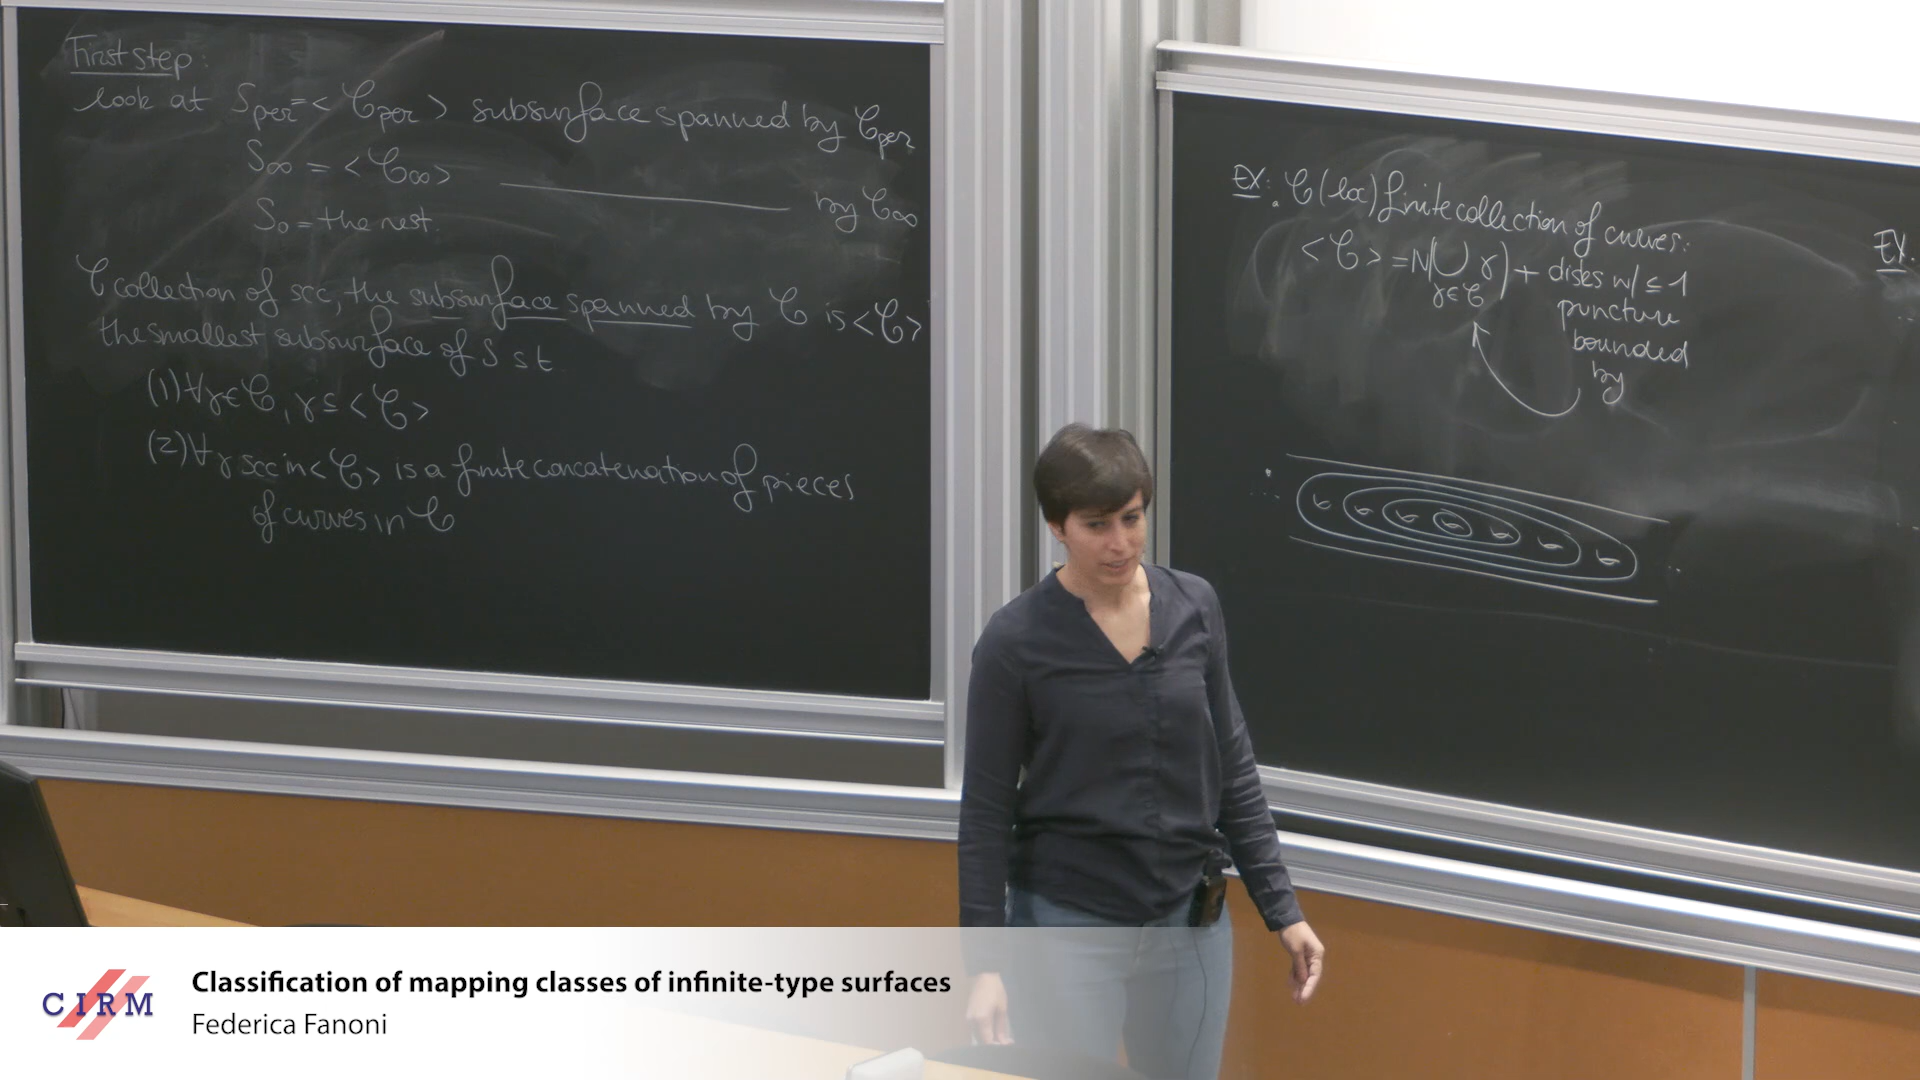 First step:
look at S_per = < 𝒞_per > subsurface spanned by 𝒞_per
S_∞ = < 𝒞_∞ > ——— by 𝒞_∞
S_0 = the rest.
𝒞 collection of scc, the subsurface spanned by 𝒞 is < 𝒞 >
the smallest subsurface of S s t
(1) ∀ γ ∈ 𝒞, γ ⊆ < 𝒞 >
(2) ∀ γ scc in < 𝒞 > is a finite concatenation of pieces
of curves in 𝒞
EX: 𝒞 (loc) finite collection of curves:
< 𝒞 > = N(⋃ γ) + disks w/ ≤ 1
γ ∈ 𝒞
puncture
bounded
by
EX.
CIRM
Classification of mapping classes of infinite-type surfaces
Federica Fanoni